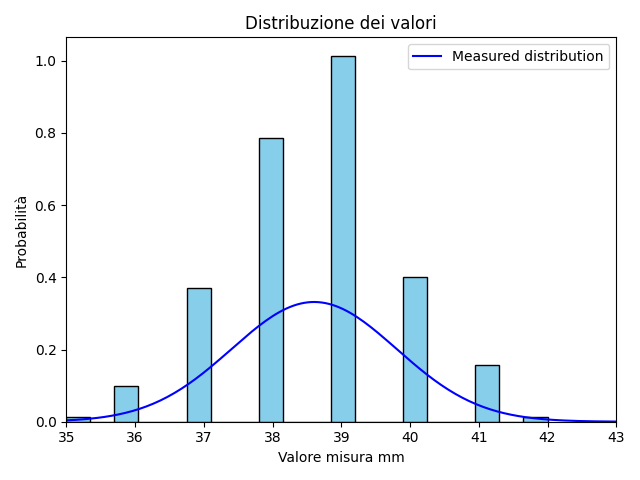 Distribuzione dei valori
Measured distribution
Probabilità
1.0
0.8
0.6
0.4
0.2
0.0
35 36 37 38 39 40 41 42 43
Valore misura mm